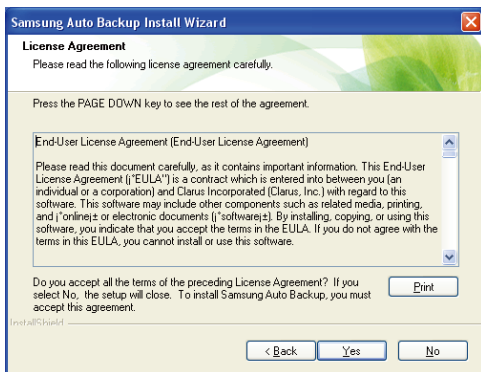 Samsung Auto Backup Install Wizard
License Agreement
Please read the following license agreement carefully.
Press the PAGE DOWN key to see the rest of the agreement.
End-User License Agreement (End-User License Agreement)
Please read this document carefully, as it contains important information. This End-User
License Agreement (¡°EULA") is a contract which is entered into between you (an
individual or a corporation) and Clarus Incorporated (Clarus, Inc.) with regard to this
software. This software may include other components such as related media, printing,
and ¡°online¡± or electronic documents (¡°software¡±). By installing, copying, or using this
software, you indicate that you accept the terms in the EULA. If you do not agree with the
terms in this EULA, you cannot install or use this software.
Do you accept all the terms of the preceding License Agreement? If you
select No, the setup will close. To install Samsung Auto Backup, you must
accept this agreement.
Print
InstallShield
< Back
Yes
No